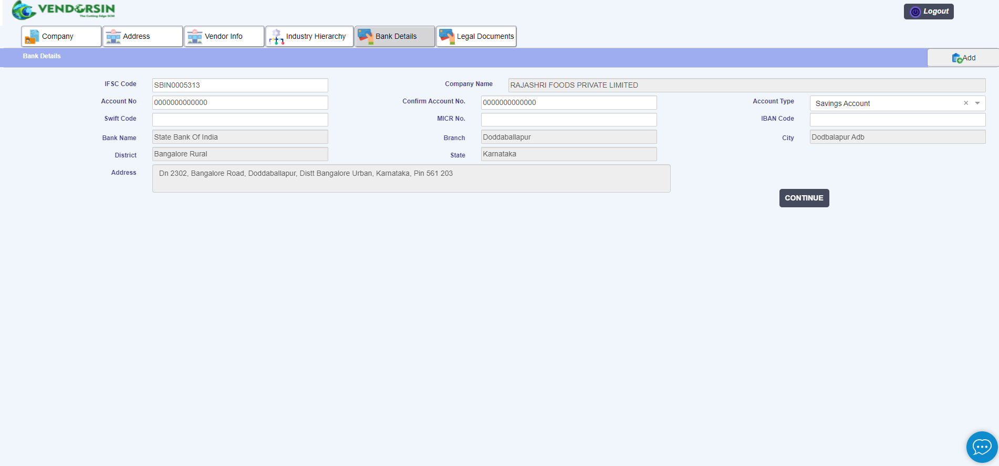 VENDORSIN
The Cutting Edge SCM
Logout
Company Address Vendor Info Industry Hierarchy Bank Details Legal Documents
Bank Details Add
IFSC Code SBIN0005313 Company Name RAJASHRI FOODS PRIVATE LIMITED
Account No 0000000000000 Confirm Account No. 0000000000000 Account Type Savings Account ×
Swift Code MICR No. IBAN Code
Bank Name State Bank Of India Branch Doddaballapur City Dodbalapur Adb
District Bangalore Rural State Karnataka
Address Dn 2302, Bangalore Road, Doddaballapur, Distt Bangalore Urban, Karnataka, Pin 561 203
CONTINUE